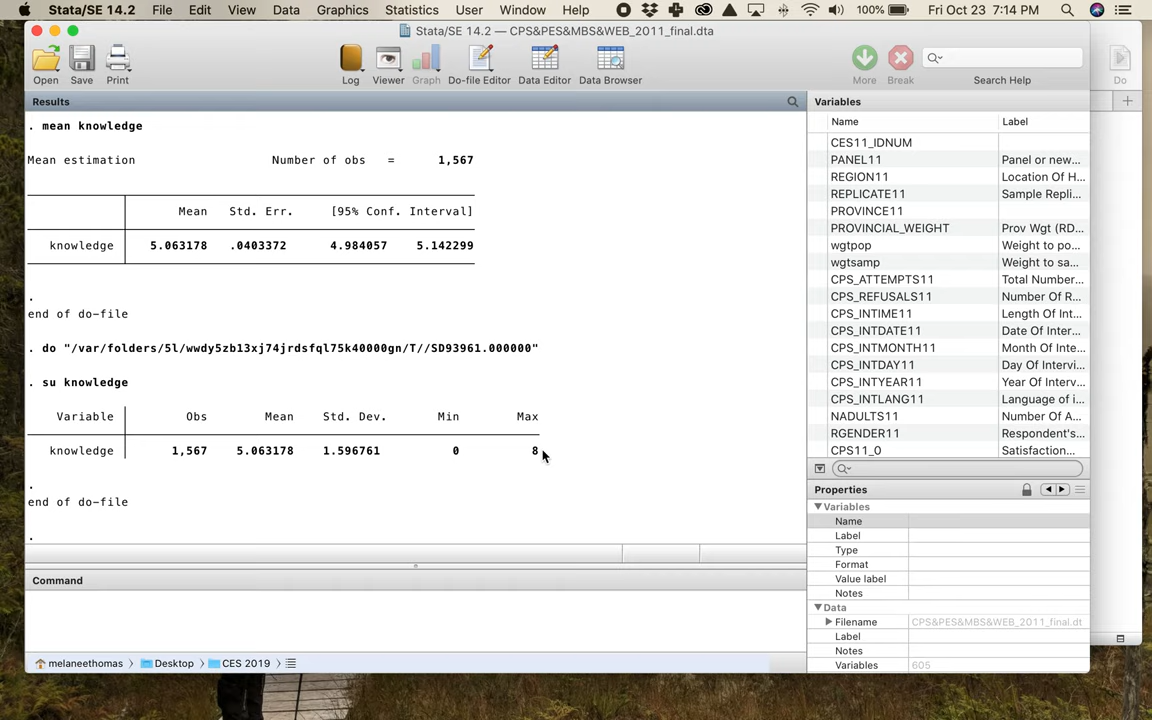 Stata/SE 14.2 File Edit View Data Graphics Statistics User Window Help 100% Fri Oct 23 7:14 PM
Stata/SE 14.2 — CPS&PES&MBS&WEB_2011_final.dta
Open Save Print Log Viewer Graph Do-file Editor Data Editor Data Browser More Break Search Help Do
Results
. mean knowledge
Mean estimation Number of obs = 1,567
Mean Std. Err. [95% Conf. Interval]
knowledge 5.063178 .0403372 4.984057 5.142299
.
end of do-file
. do "/var/folders/5l/wwdy5zb13xj74jrdsfql75k40000gn/T//SD93961.000000"
. su knowledge
Variable Obs Mean Std. Dev. Min Max
knowledge 1,567 5.063178 1.596761 0 8
.
end of do-file
.
Command
melaneethomas Desktop CES 2019
Variables
Name Label
CES11_IDNUM
PANEL11 Panel or new...
REGION11 Location Of H...
REPLICATE11 Sample Repli...
PROVINCE11
PROVINCIAL_WEIGHT Prov Wgt (RD...
wgtpop Weight to po...
wgtsamp Weight to sa...
CPS_ATTEMPTS11 Total Number...
CPS_REFUSALS11 Number Of R...
CPS_INTIME11 Length Of Int...
CPS_INTDATE11 Date Of Inter...
CPS_INTMONTH11 Month Of Inte...
CPS_INTDAY11 Day Of Intervi...
CPS_INTYEAR11 Year Of Interv...
CPS_INTLANG11 Language of i...
NADULTS11 Number Of A...
RGENDER11 Respondent's...
CPS11_0 Satisfaction...
Properties
Variables
Name
Label
Type
Format
Value label
Notes
Data
Filename CPS&PES&MBS&WEB_2011_final.dt
Label
Notes
Variables 605